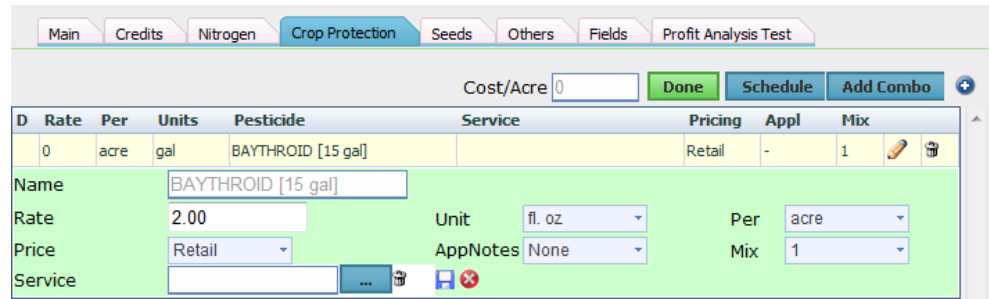 Main Credits Nitrogen Crop Protection Seeds Others Fields Profit Analysis Test
Cost/Acre 0 Done Schedule Add Combo
D Rate Per Units Pesticide Service Pricing Appl Mix
0 acre gal BAYTHROID [15 gal] Retail - 1
Name BAYTHROID [15 gal]
Rate 2.00 Unit fl. oz Per acre
Price Retail AppNotes None Mix 1
Service ...